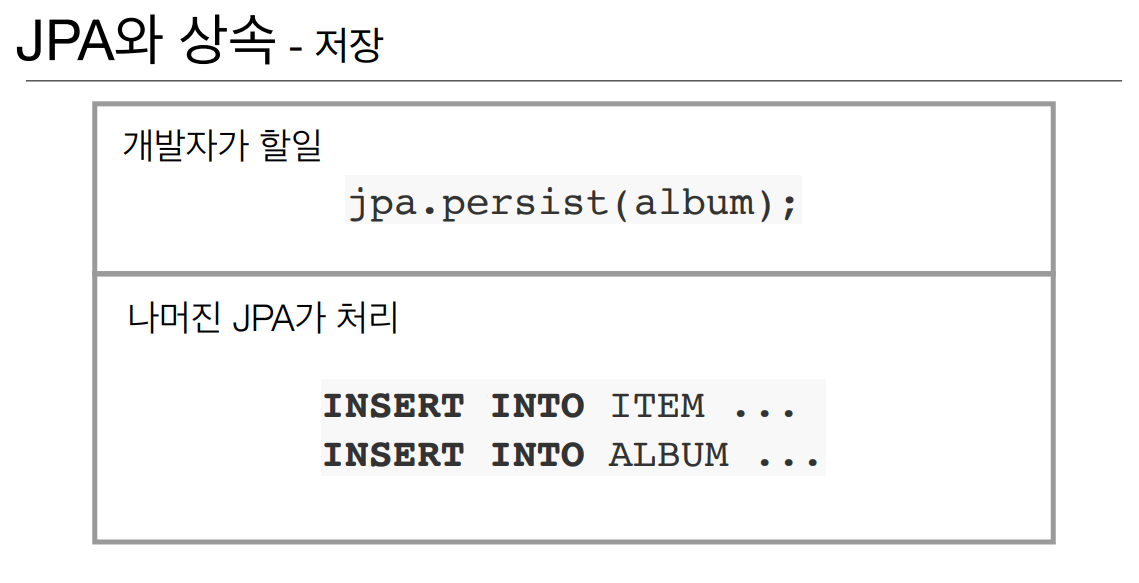 JPA와 상속 - 저장
개발자가 할일
jpa.persist(album);
나머진 JPA가 처리
INSERT INTO ITEM ...
INSERT INTO ALBUM ...